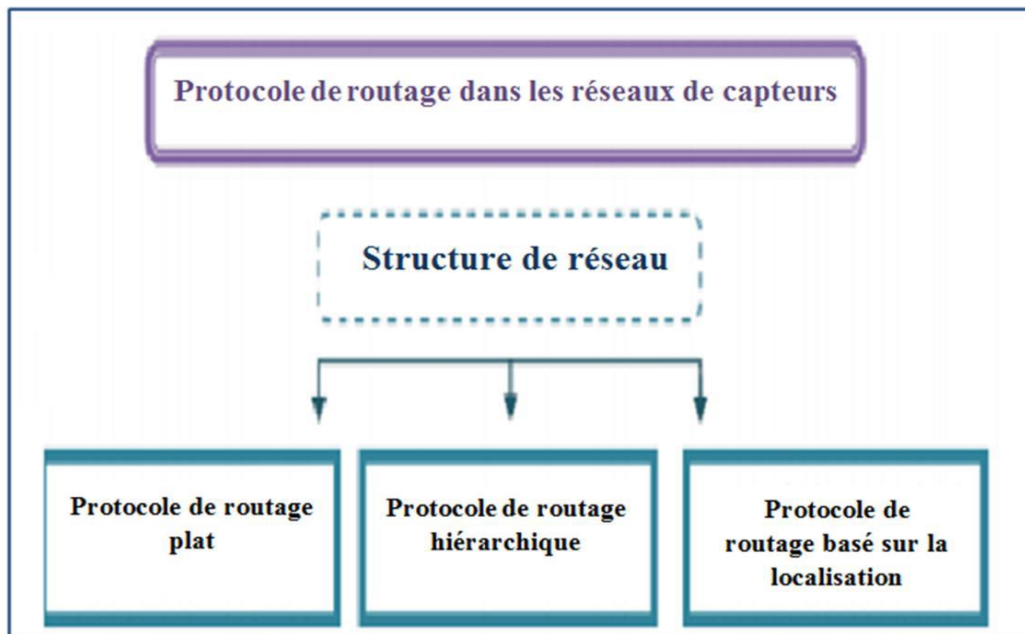 Protocole de routage dans les réseaux de capteurs
Structure de réseau
Protocole de routage
plat
Protocole de routage
hiérarchique
Protocole de
routage basé sur la
localisation